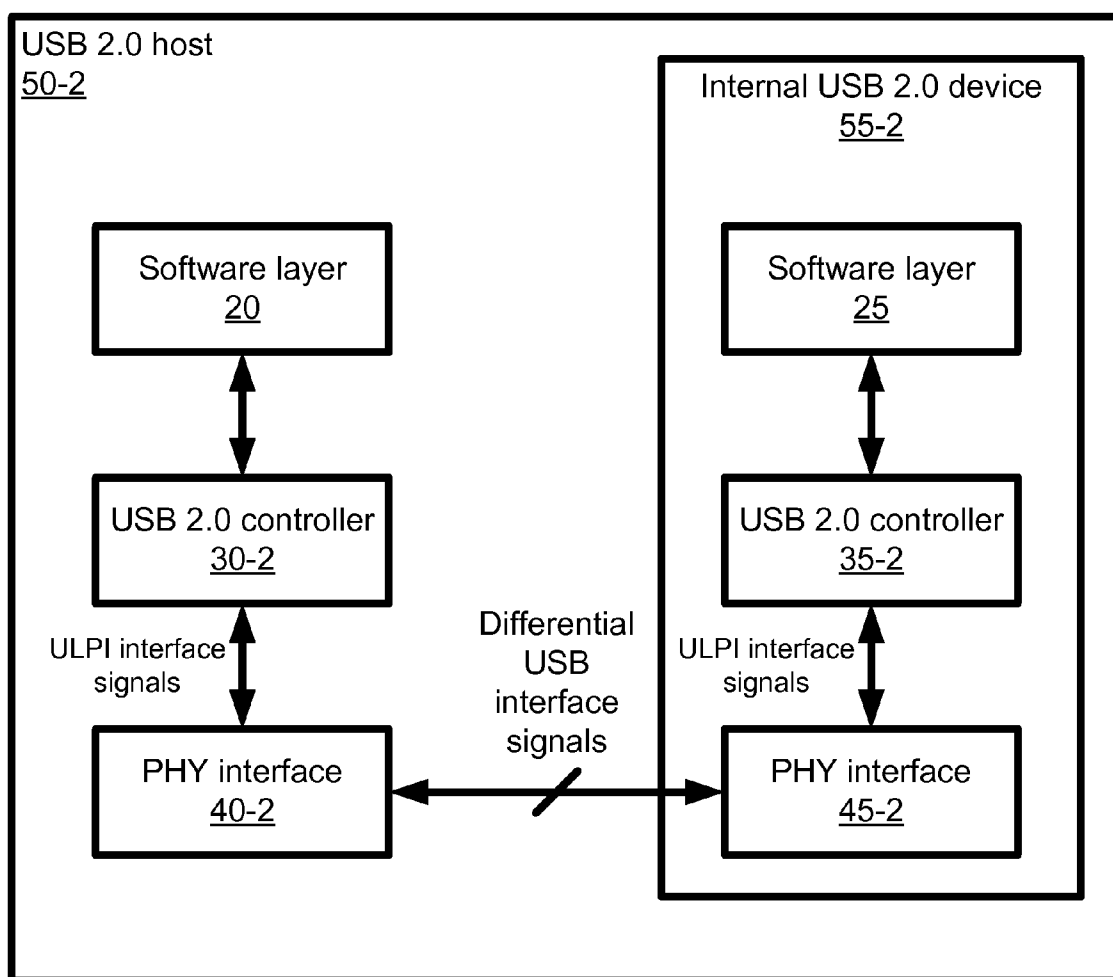 USB 2.0 host
50-2
Internal USB 2.0 device
55-2
Software layer
20
Software layer
25
USB 2.0 controller
30-2
USB 2.0 controller
35-2
ULPI interface
signals
Differential
USB
interface
signals
ULPI interface
signals
PHY interface
40-2
PHY interface
45-2